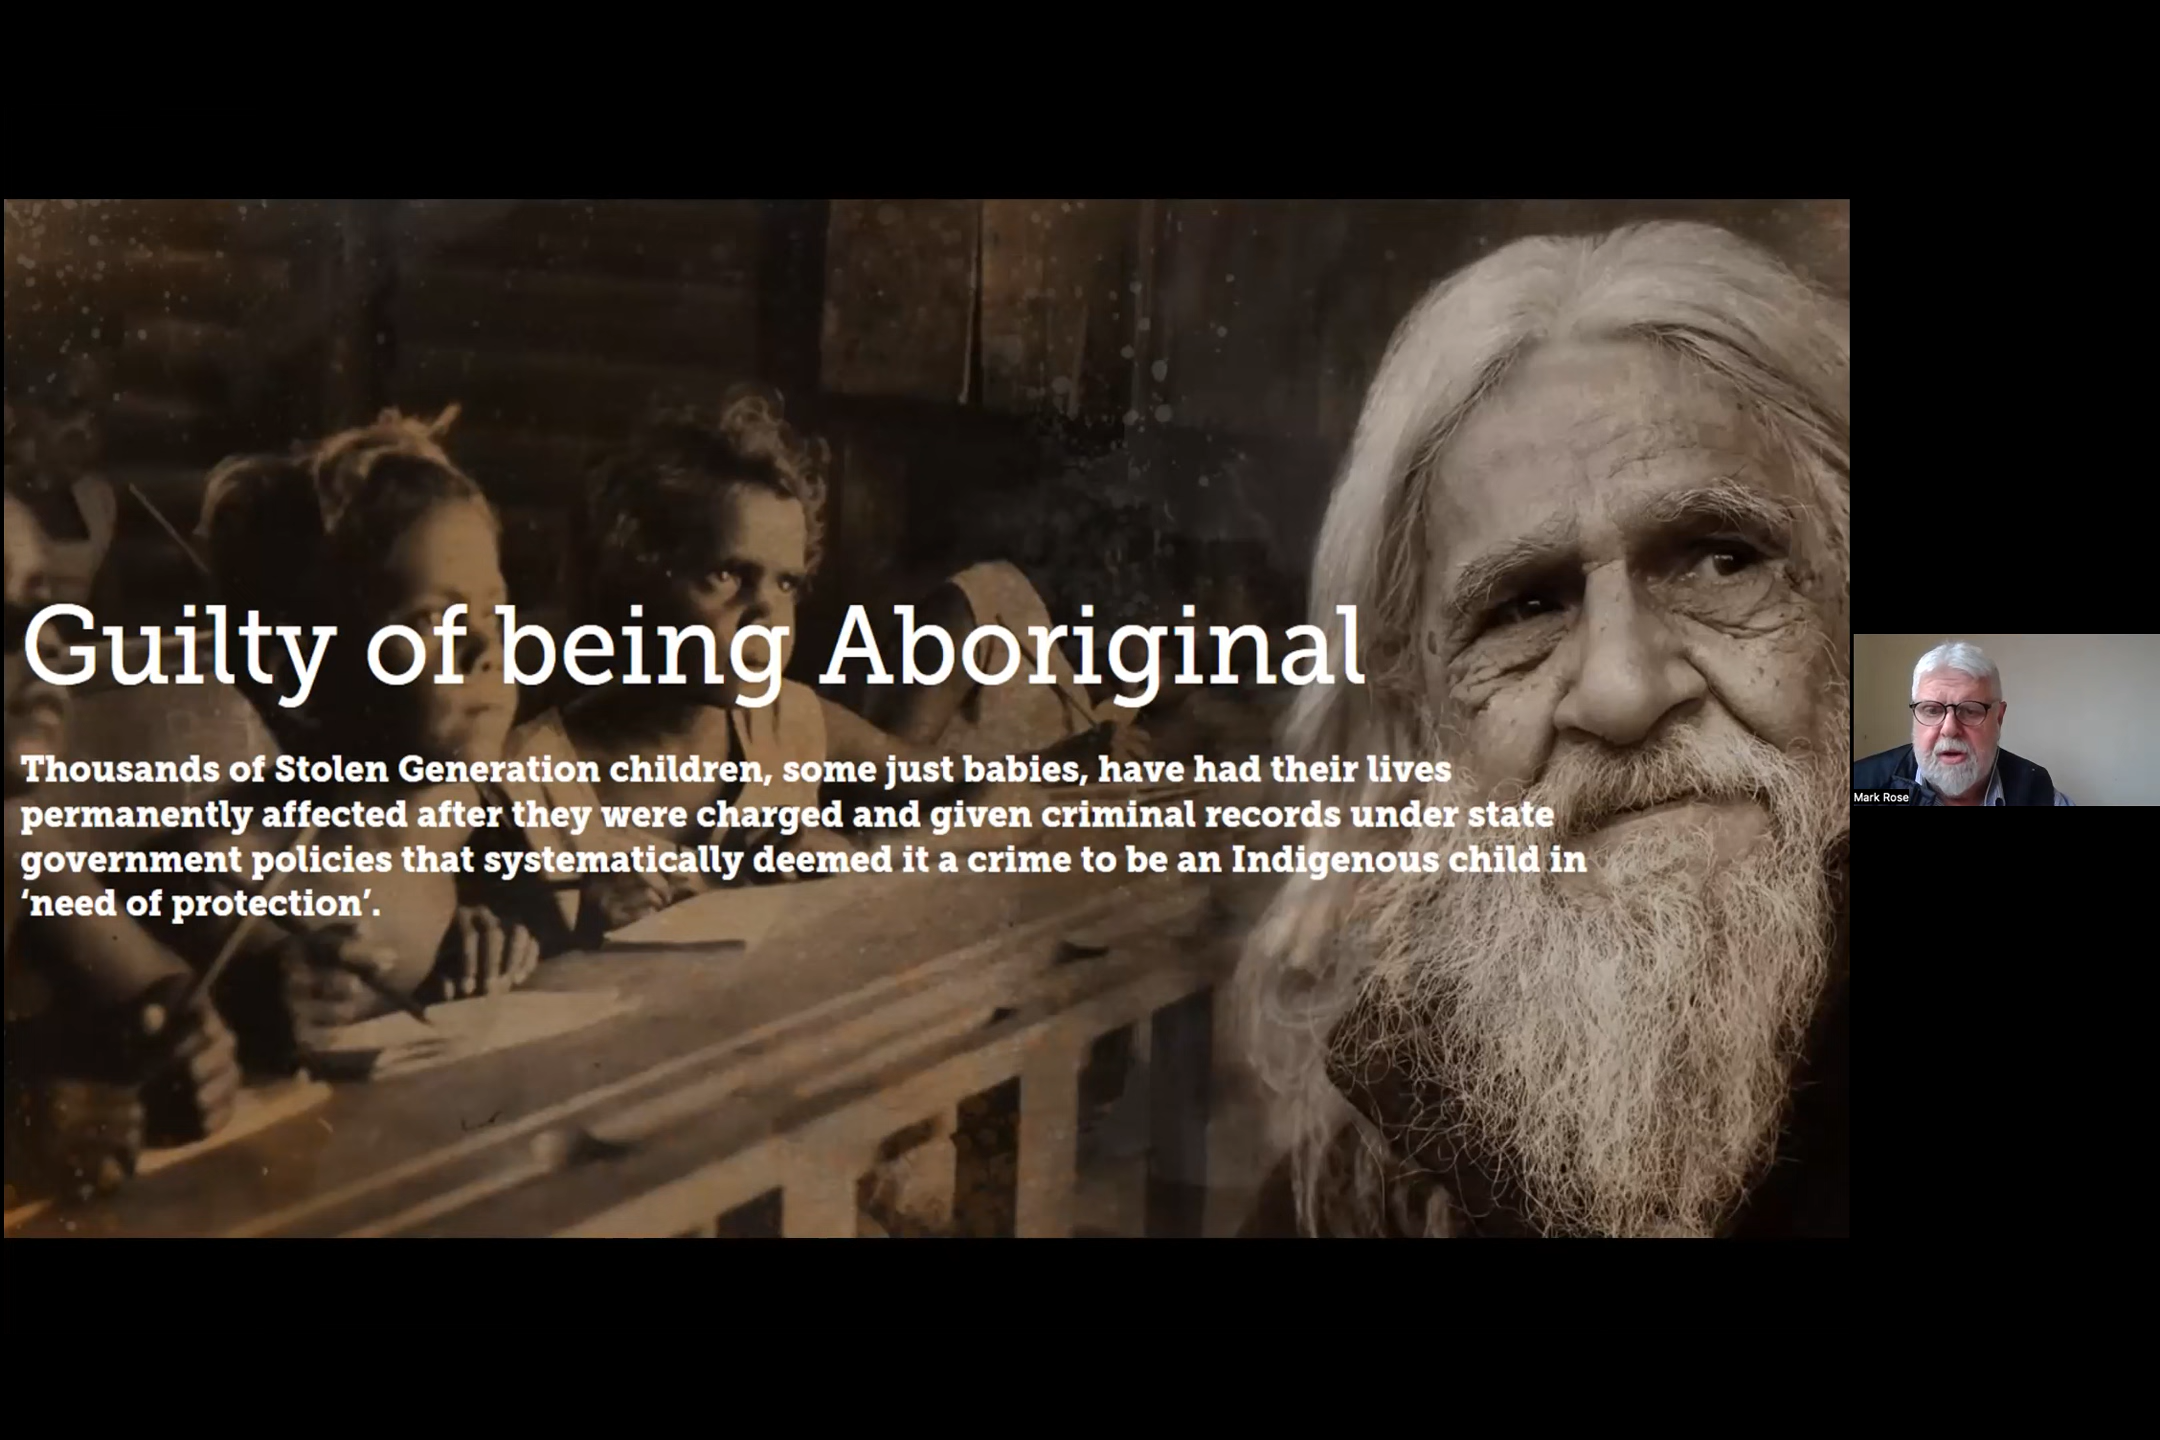 Guilty of being Aboriginal
Thousands of Stolen Generation children, some just babies, have had their lives
permanently affected after they were charged and given criminal records under state
government policies that systematically deemed it a crime to be an Indigenous child in
‘need of protection’.
Mark Rose